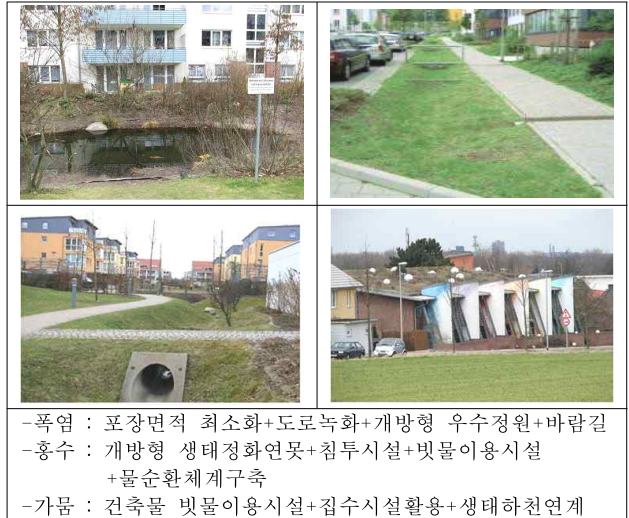 -폭염 : 포장면적 최소화+도로녹화+개방형 우수정원+바람길
-홍수 : 개방형 생태정화연못+침투시설+빗물이용시설
+물순환체계구축
-가뭄 : 건축물 빗물이용시설+집수시설활용+생태하천연계